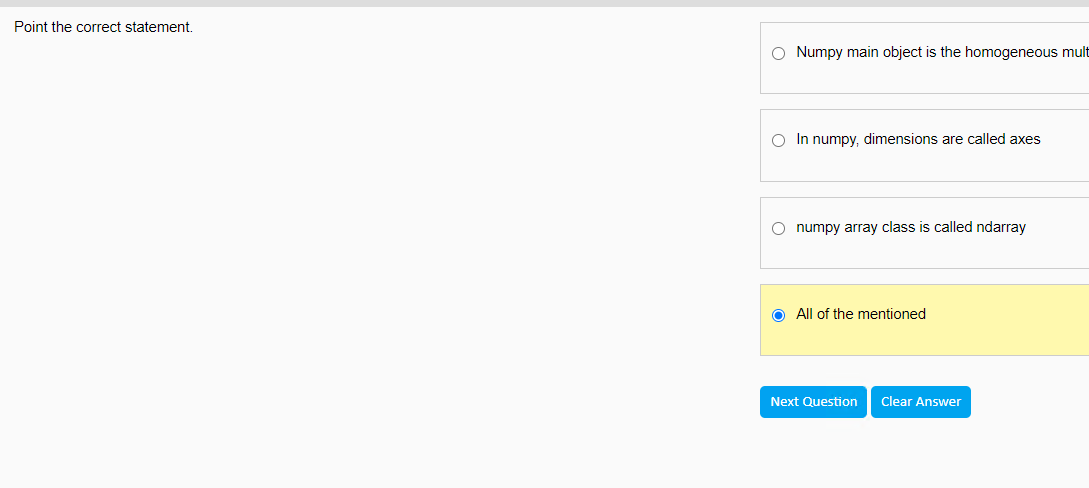 Point the correct statement.
Numpy main object is the homogeneous mult
In numpy, dimensions are called axes
numpy array class is called ndarray
All of the mentioned
Next Question
Clear Answer